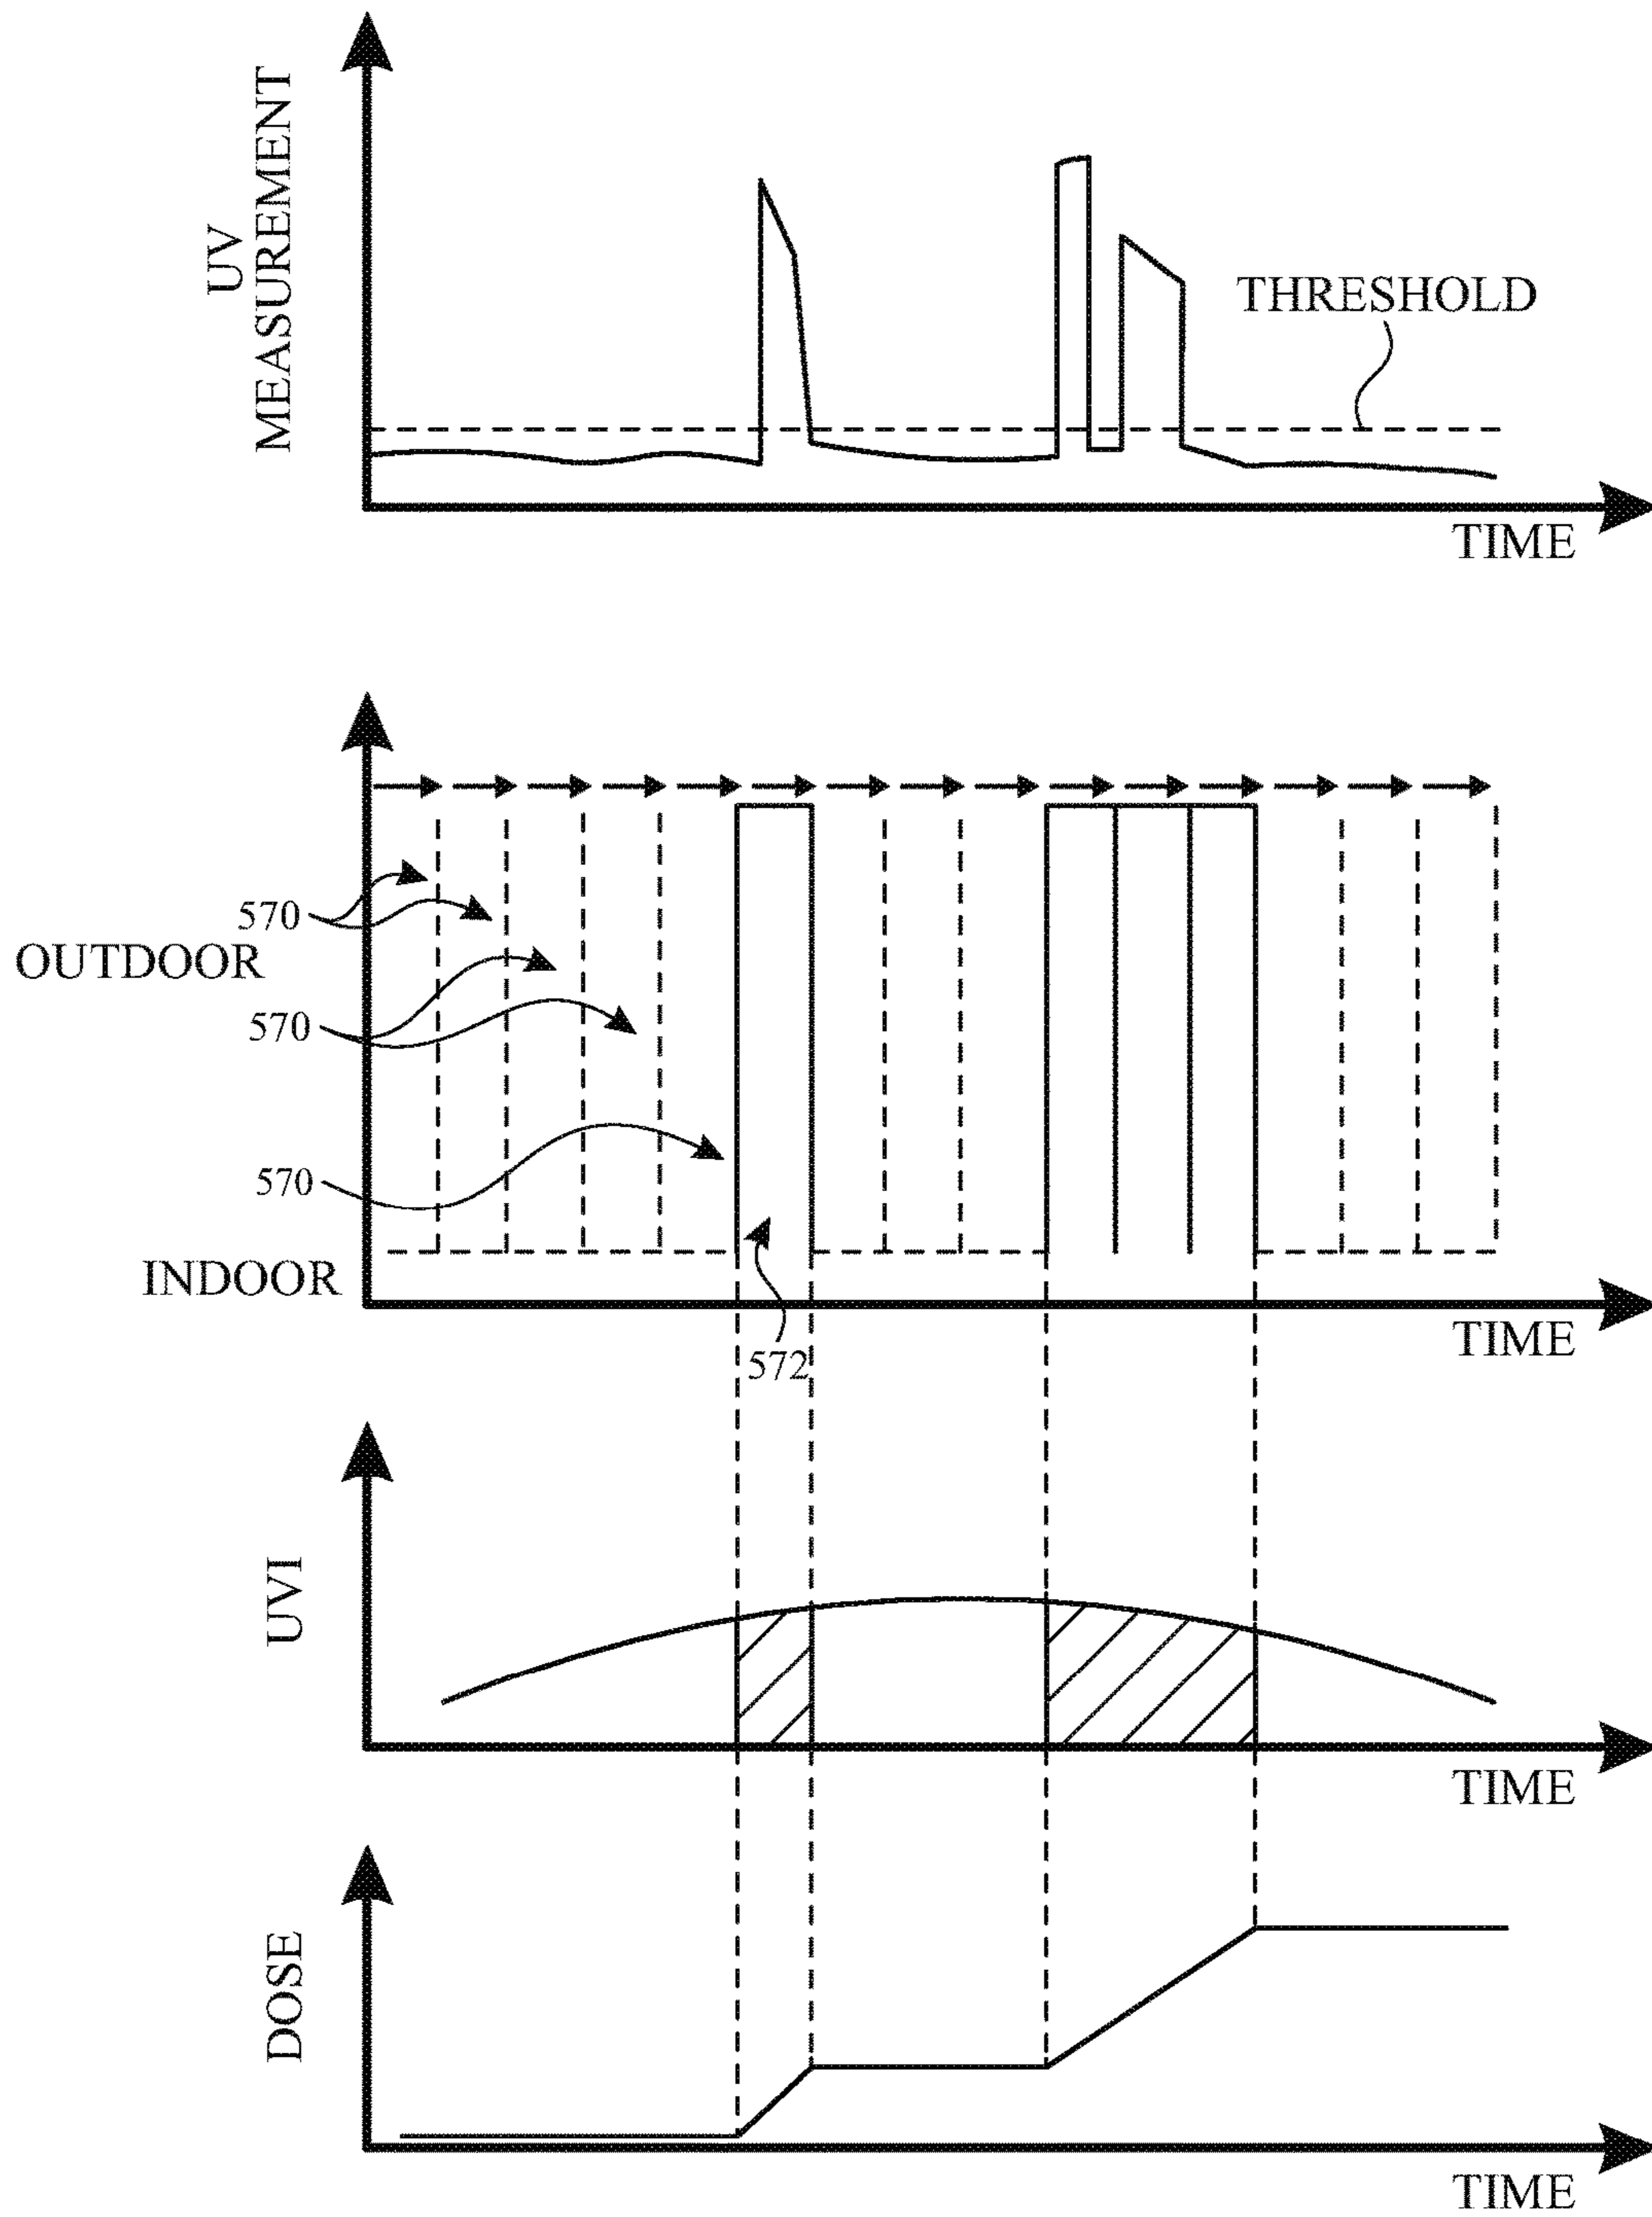 UV
MEASUREMENT
THRESHOLD
TIME
570
OUTDOOR
570
570
INDOOR
TIME
572
UVI
TIME
DOSE
TIME